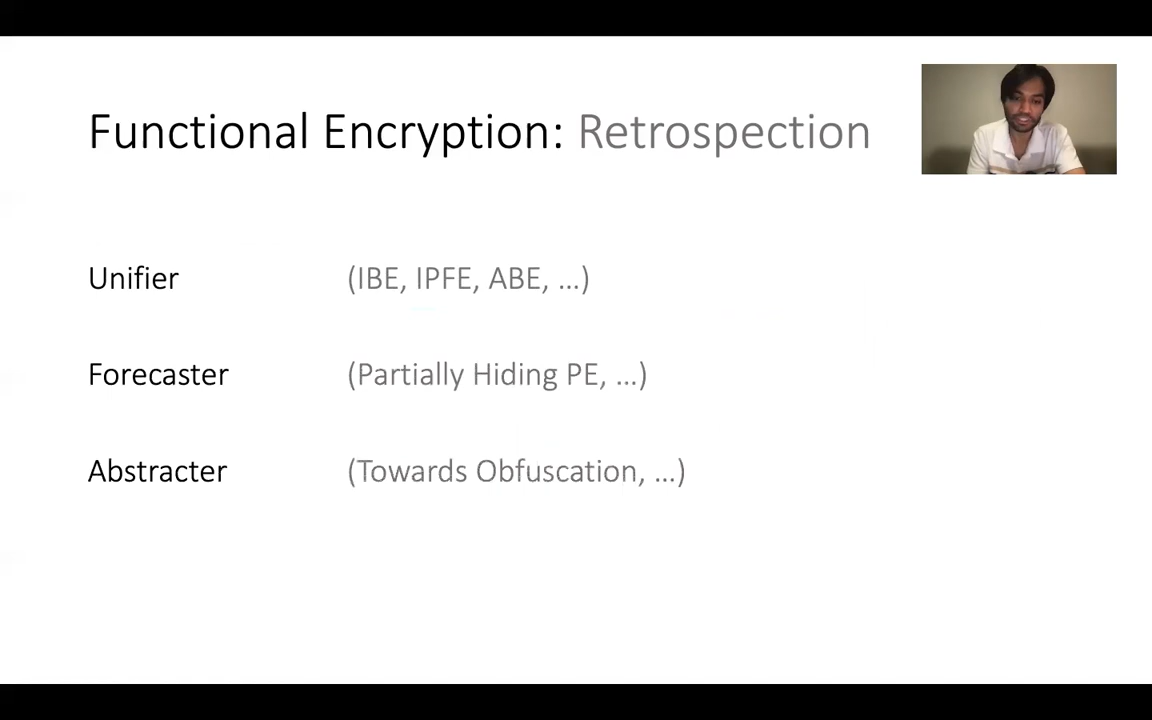 Functional Encryption: Retrospection
Unifier (IBE, IPFE, ABE, ...)
Forecaster (Partially Hiding PE, ...)
Abstracter (Towards Obfuscation, ...)